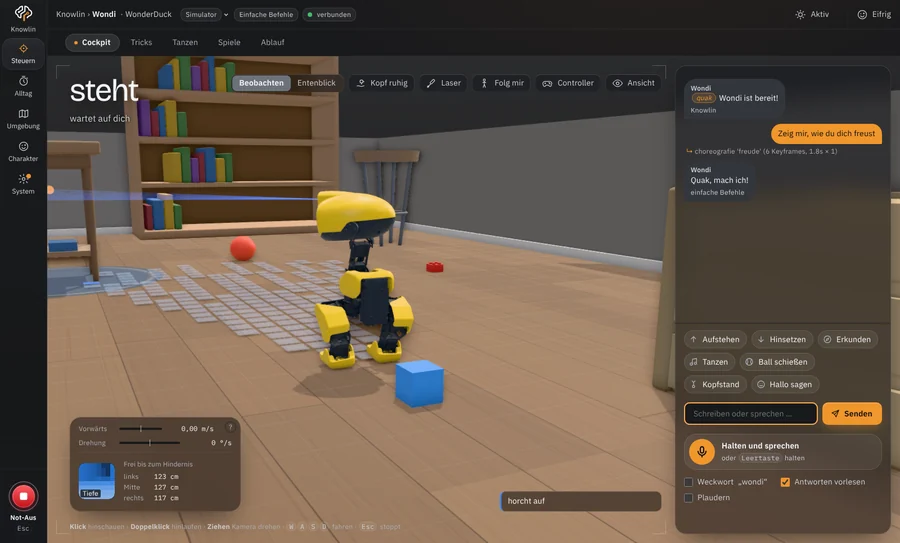 Knowlin
Knowlin › Wondi · WonderDuck
Simulator
Einfache Befehle
verbunden
Aktiv
Eifrig
Steuern
Alltag
Umgebung
Charakter
System
Not-Aus
Esc
Cockpit
Tricks
Tanzen
Spiele
Ablauf
steht
wartet auf dich
Beobachten
Entenblick
Kopf ruhig
Laser
Folg mir
Controller
Ansicht
Vorwärts 0,00 m/s
?
Drehung 0 °/s
Tiefe
Frei bis zum Hindernis
links 123 cm
Mitte 127 cm
rechts 117 cm
Klick hinschauen · Doppelklick hinlaufen · Ziehen Kamera drehen · W A S D fahren · Esc stoppt
horcht auf
Wondi
quak Wondi ist bereit!
Knowlin
Zeig mir, wie du dich freust
↪ choreografie 'freude' (6 Keyframes, 1.8s × 1)
Wondi
Quak, mach ich!
einfache Befehle
Aufstehen
Hinsetzen
Erkunden
Tanzen
Ball schießen
Kopfstand
Hallo sagen
Schreiben oder sprechen …
Senden
Halten und sprechen
oder Leertaste halten
Weckwort „wondi"
Antworten vorlesen
Plaudern